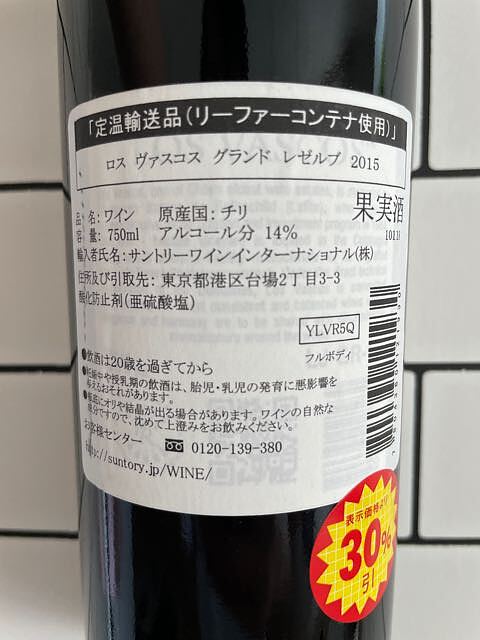 「定温輸送品(リーファーコンテナ使用)」
ロス ヴァスコス グランド レゼルブ 2015
品 名: ワイン 原産国: チリ 果実酒
容 量: 750ml アルコール分 14% 10119
輸入者氏名: サントリーワインインターナショナル(株)
住所及び引取先: 東京都港区台場2丁目3-3
酸化防止剤(亜硫酸塩)
YLVR5Q
フルボディ
●飲酒は20歳を過ぎてから
●妊娠中や授乳期の飲酒は、胎児・乳児の発育に悪影響を
与えるおそれがあります。
●瓶底にオリや結晶が出る場合があります。ワインの自然な
成分ですので、沈めて上澄みをお飲みください。
お客様センター 0120-139-380
http://suntory.jp/WINE/
表示価格より
30%
引